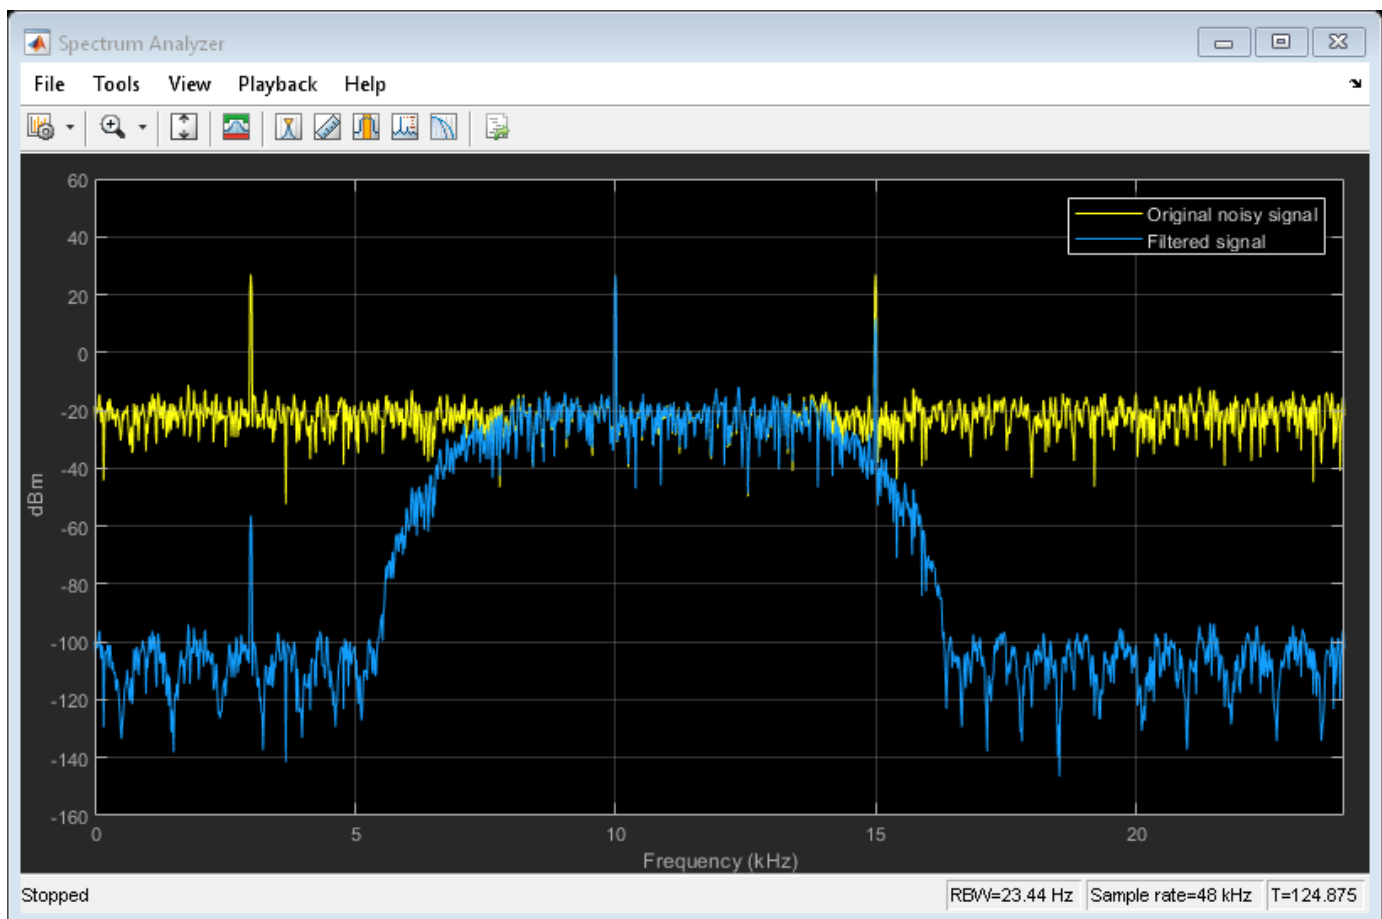 Spectrum Analyzer
File Tools View Playback Help
60
40
20
0
-20
-40
-60
-80
-100
-120
-140
-160
dBm
Original noisy signal
Filtered signal
0 5 10 15 20
Frequency (kHz)
Stopped RBW=23.44 Hz Sample rate=48 kHz T=124.875